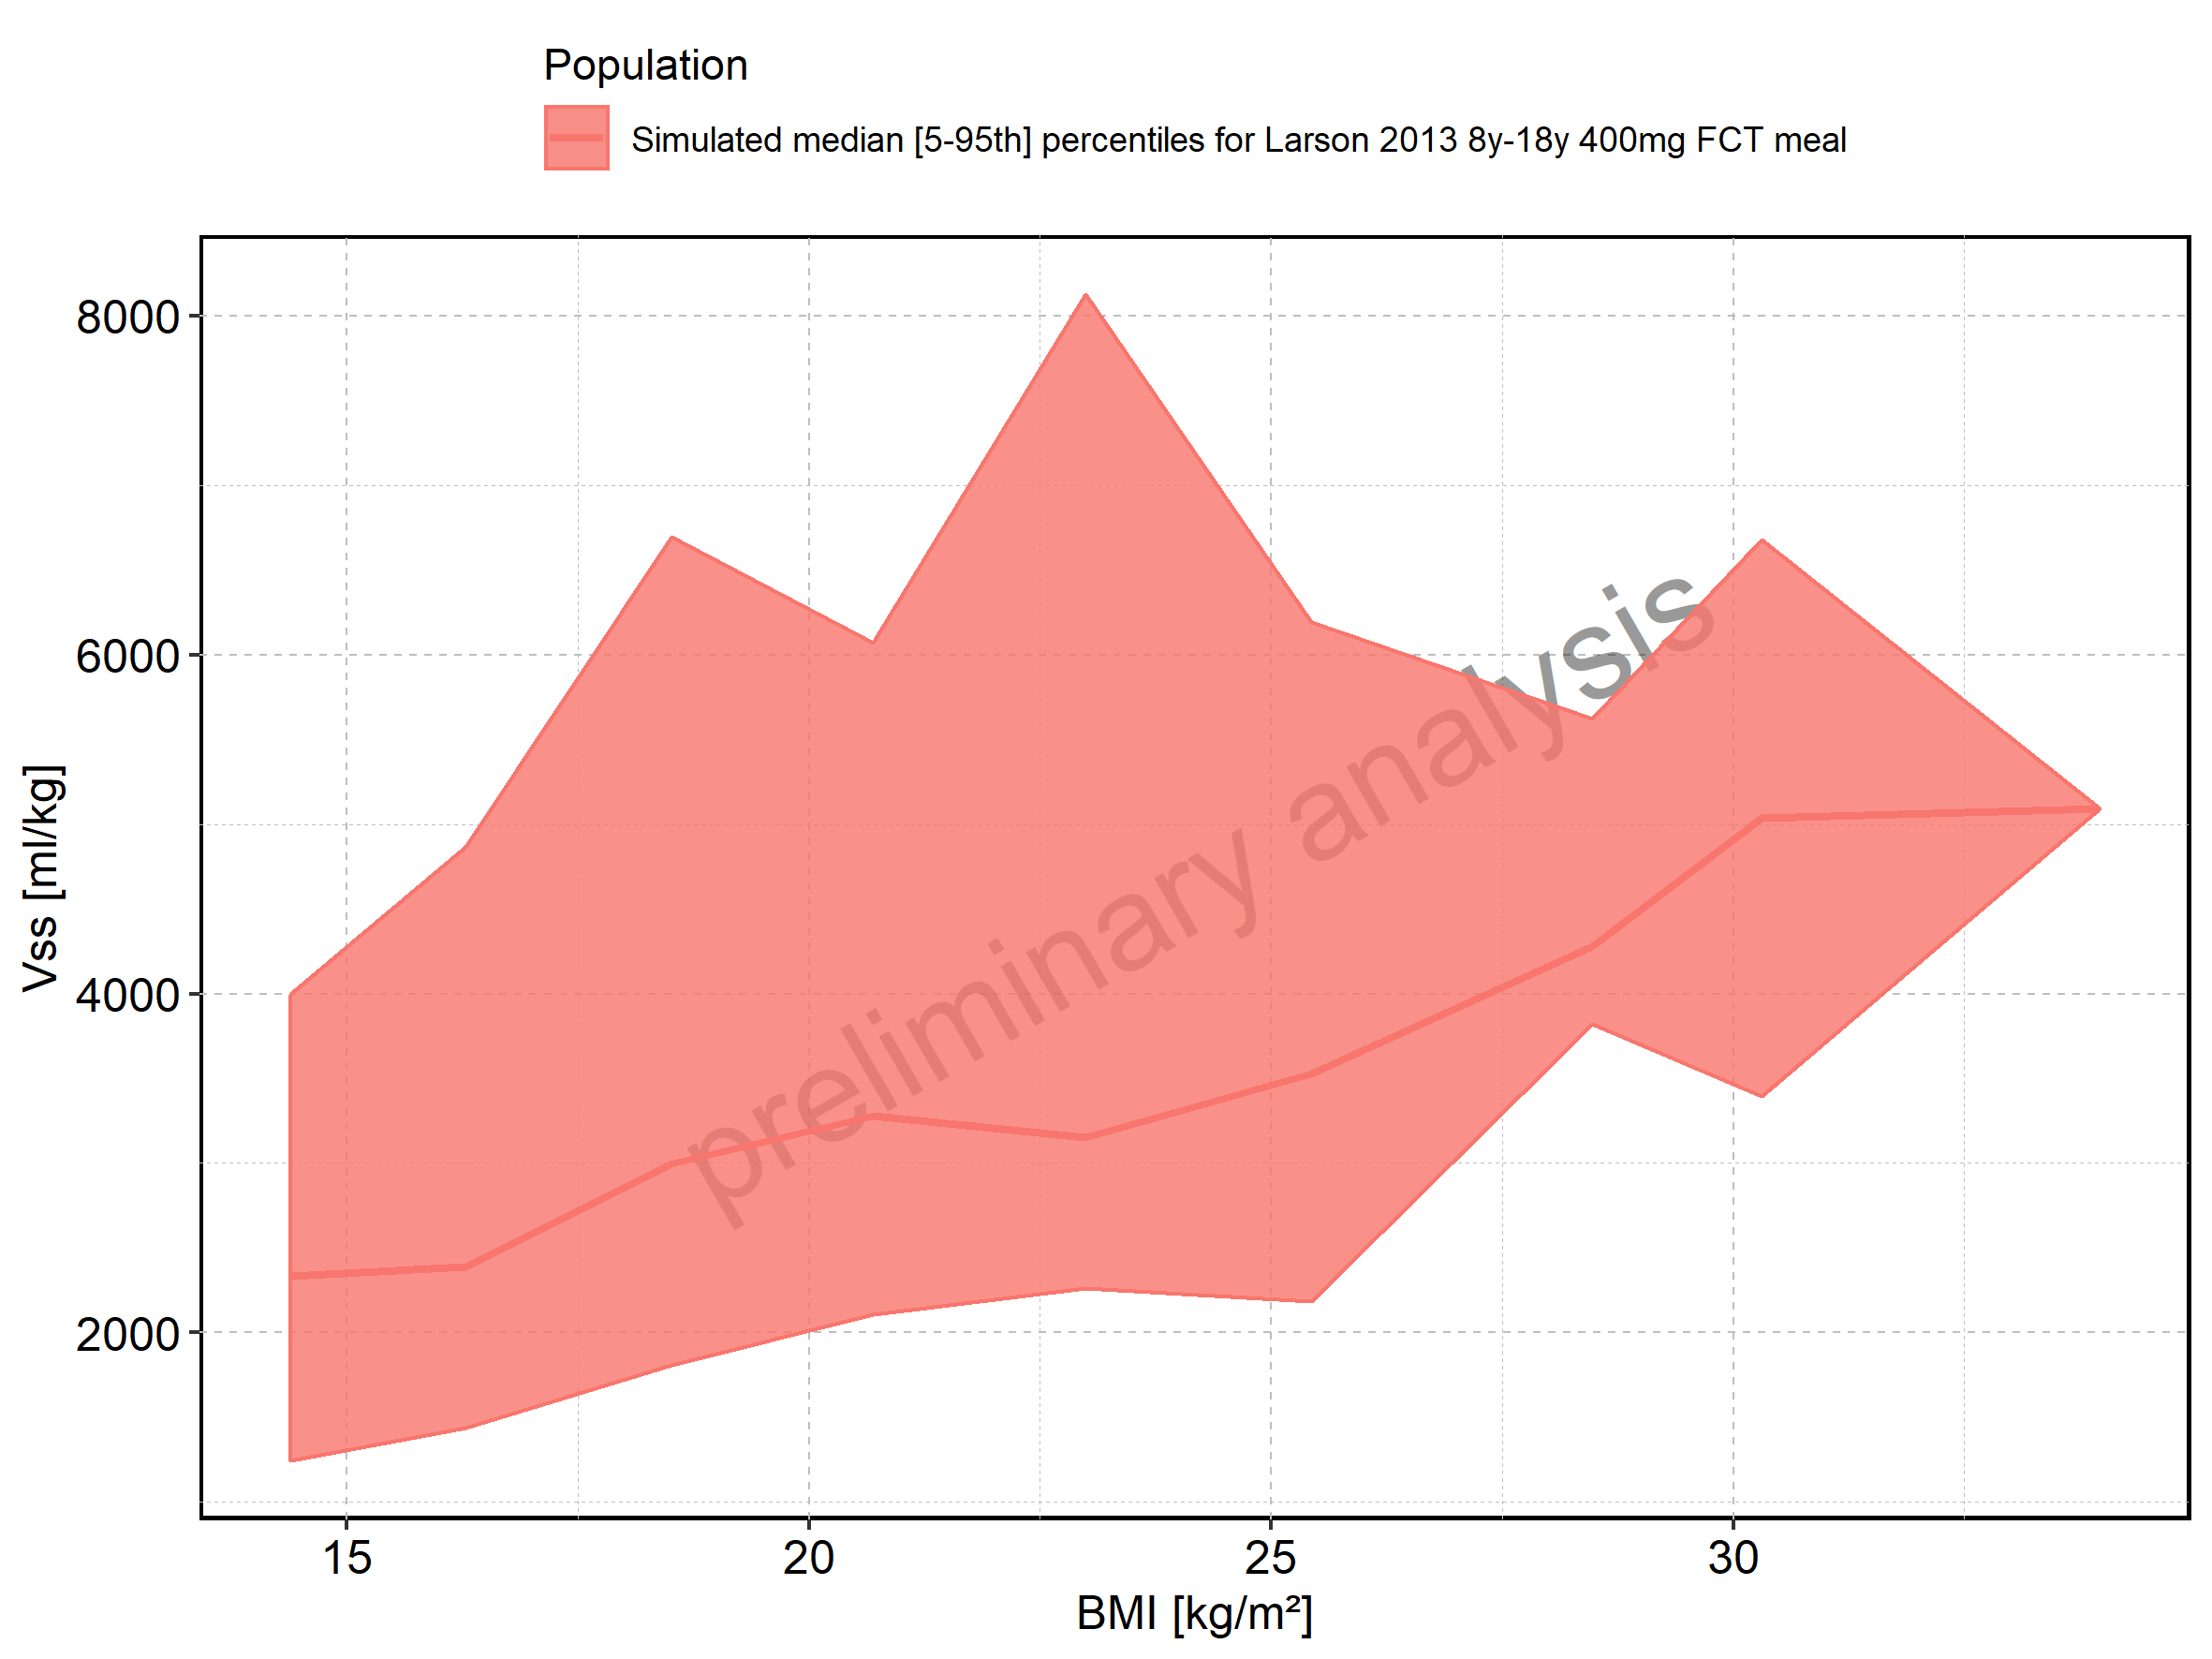 Population
Simulated median [5-95th] percentiles for Larson 2013 8y-18y 400mg FCT meal
8000
6000
4000
2000
Vss [ml/kg]
preliminary analysis
15
20
25
30
BMI [kg/m²]